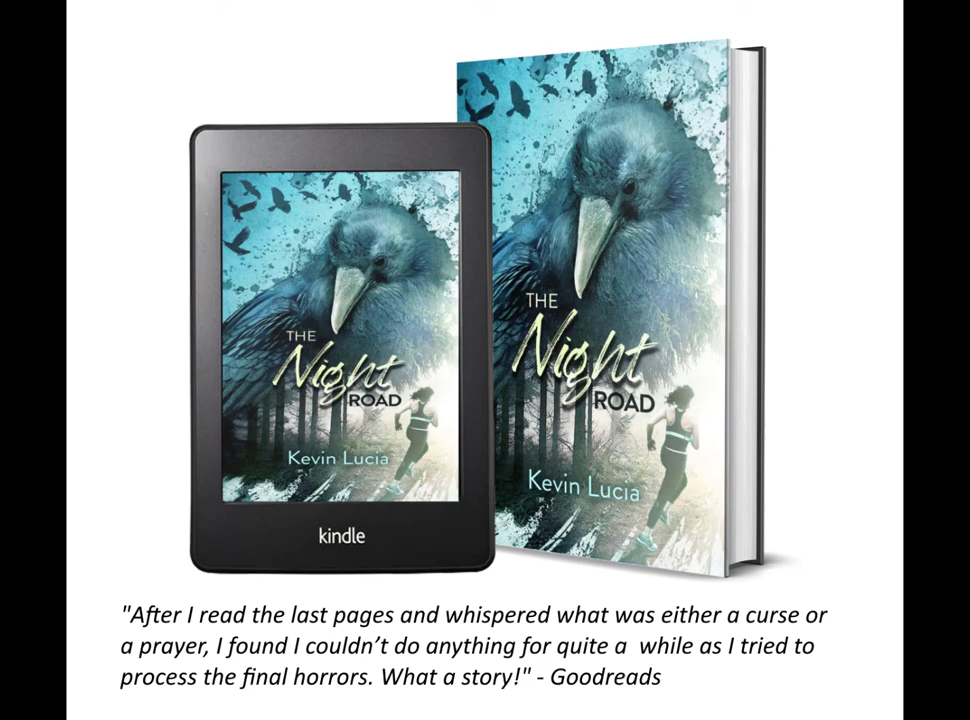 THE
Night
ROAD
Kevin Lucia
kindle
THE
Night
ROAD
Kevin Lucia
"After I read the last pages and whispered what was either a curse or
a prayer, I found I couldn’t do anything for quite a  while as I tried to
process the final horrors. What a story!" - Goodreads